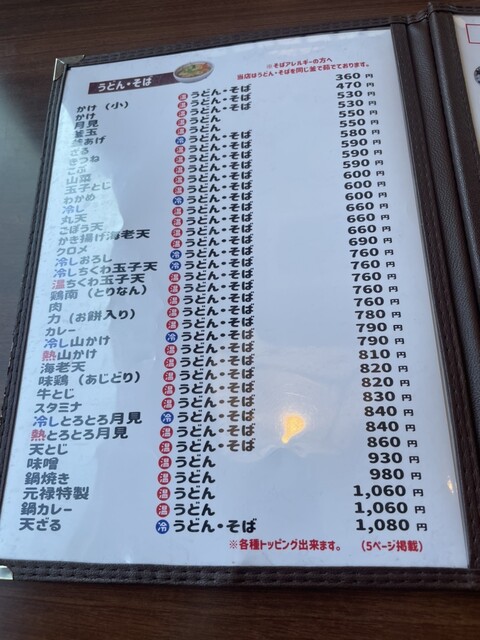 うどん・そば
※そばアレルギーの方へ
当店はうどん・そばを同じ釜で茹でております。
かけ（小） 温 うどん・そば 360円
かけ 温 うどん・そば 470円
月見 温 うどん・そば 530円
釜玉 温 うどん 530円
釜あげ 温 うどん 550円
ざる 冷 うどん・そば 550円
きつね 温 うどん・そば 580円
こぶ 温 うどん・そば 590円
山菜 温 うどん・そば 590円
玉子とじ 温 うどん・そば 590円
わかめ 温 うどん・そば 600円
冷し 冷 うどん・そば 600円
丸天 温 うどん・そば 600円
ごぼう天 温 うどん・そば 660円
かき揚げ海老天 温 うどん・そば 660円
クロメ 温 うどん・そば 660円
冷しおろし 冷 うどん・そば 690円
冷しちくわ玉子天 冷 うどん・そば 760円
温ちくわ玉子天 温 うどん・そば 760円
鶏南（とりなん） 温 うどん・そば 760円
肉 温 うどん・そば 760円
力（お餅入り） 温 うどん・そば 760円
カレー 温 うどん・そば 780円
冷し山かけ 冷 うどん・そば 790円
熱山かけ 温 うどん・そば 790円
海老天 温 うどん・そば 810円
味鶏（あじどり） 温 うどん・そば 820円
牛とじ 温 うどん・そば 820円
スタミナ 温 うどん・そば 830円
冷しとろとろ月見 冷 うどん・そば 840円
熱とろとろ月見 温 うどん・そば 840円
天とじ 温 うどん・そば 860円
味噌 温 うどん 930円
鍋焼き 温 うどん 980円
元禄特製 温 うどん 1,060円
鍋カレー 温 うどん 1,060円
天ざる 冷 うどん・そば 1,080円
※各種トッピング出来ます。 （5ページ掲載）